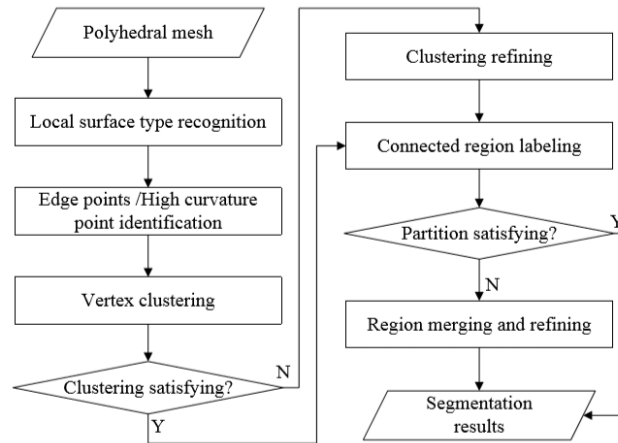 Polyhedral mesh
Local surface type recognition
Edge points /High curvature
point identification
Vertex clustering
Clustering satisfying?
N
Y
Clustering refining
Connected region labeling
Partition satisfying?
Y
N
Region merging and refining
Segmentation
results